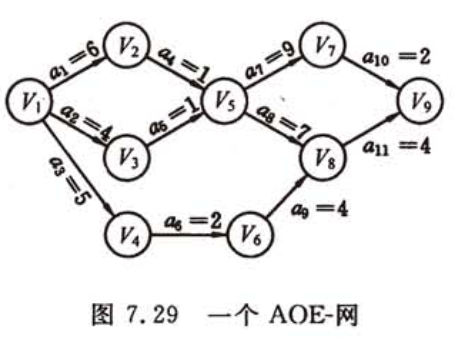 V₂
V₇
a₁=6
a₄=1
a₇=9
a₁₀=2
V₁
V₅
V₉
a₂=4
a₅=1
a₈=7
a₁₁=4
V₃
V₈
a₃=5
a₉=4
V₄
a₆=2
V₆
图 7.29 一个 AOE-网